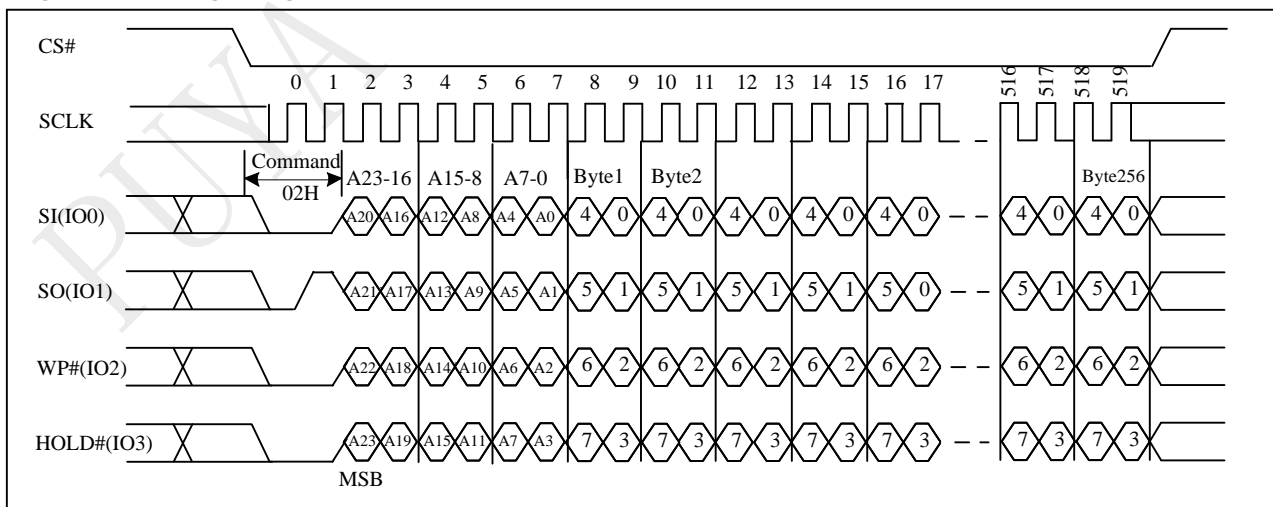 PUYA
CS#
0 1 2 3 4 5 6 7 8 9 10 11 12 13 14 15 16 17 516 517 518 519
SCLK
Command
02H
A23-16 A15-8 A7-0 Byte1 Byte2 Byte256
SI(IO0) A20 A16 A12 A8 A4 A0 4 0 4 0 4 0 4 0 4 0 4 0 4 0
SO(IO1) A21 A17 A13 A9 A5 A1 5 1 5 1 5 1 5 1 5 0 5 1 5 1
WP#(IO2) A22 A18 A14 A10 A6 A2 6 2 6 2 6 2 6 2 6 2 6 2 6 2
HOLD#(IO3) A23 A19 A15 A11 A7 A3 7 3 7 3 7 3 7 3 7 3 7 3 7 3
MSB